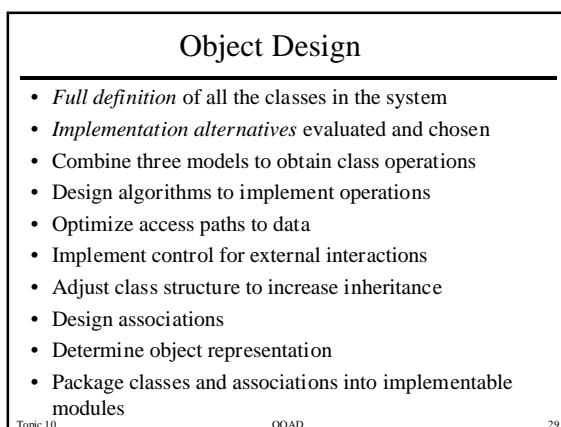 Object Design
• Full definition of all the classes in the system
• Implementation alternatives evaluated and chosen
• Combine three models to obtain class operations
• Design algorithms to implement operations
• Optimize access paths to data
• Implement control for external interactions
• Adjust class structure to increase inheritance
• Design associations
• Determine object representation
• Package classes and associations into implementable
modules
Topic 10 OOAD 29